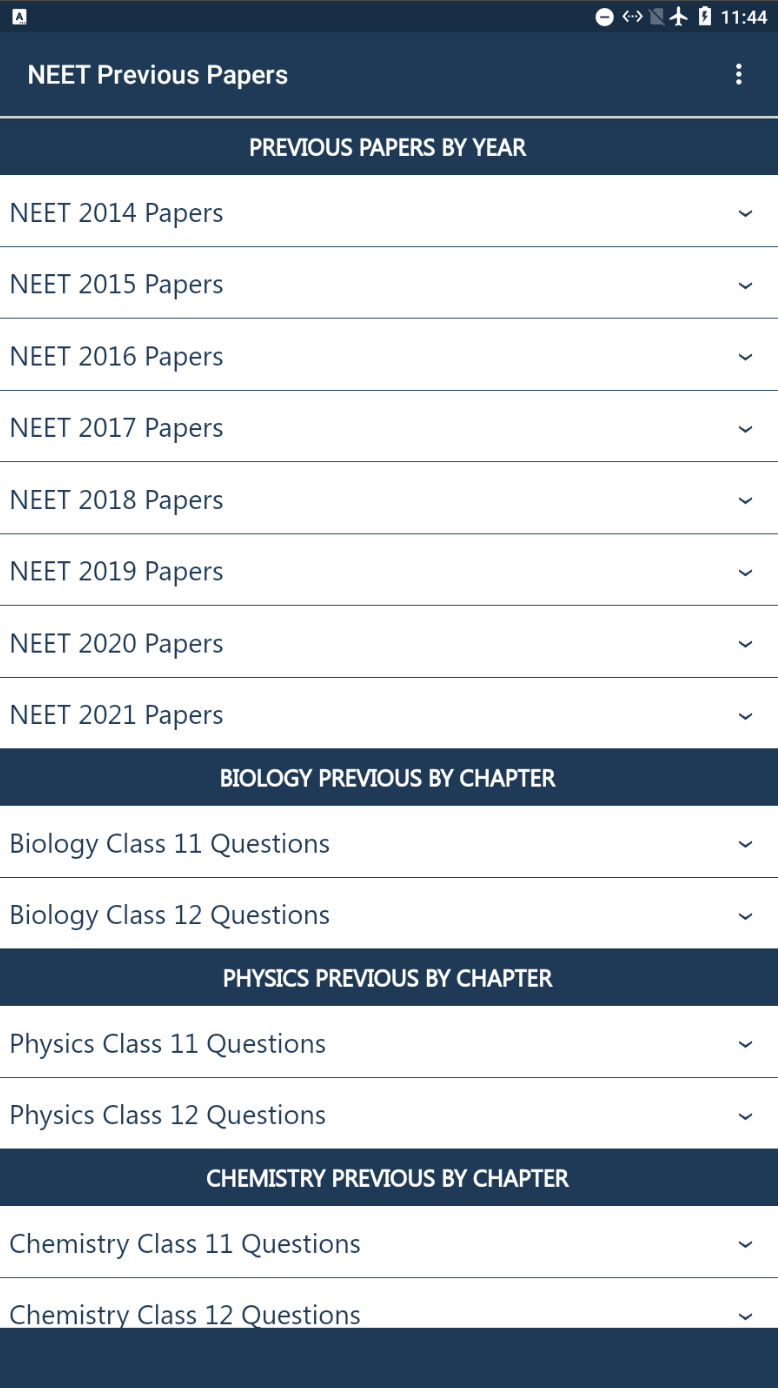 11:44
NEET Previous Papers
PREVIOUS PAPERS BY YEAR
NEET 2014 Papers
NEET 2015 Papers
NEET 2016 Papers
NEET 2017 Papers
NEET 2018 Papers
NEET 2019 Papers
NEET 2020 Papers
NEET 2021 Papers
BIOLOGY PREVIOUS BY CHAPTER
Biology Class 11 Questions
Biology Class 12 Questions
PHYSICS PREVIOUS BY CHAPTER
Physics Class 11 Questions
Physics Class 12 Questions
CHEMISTRY PREVIOUS BY CHAPTER
Chemistry Class 11 Questions
Chemistry Class 12 Questions